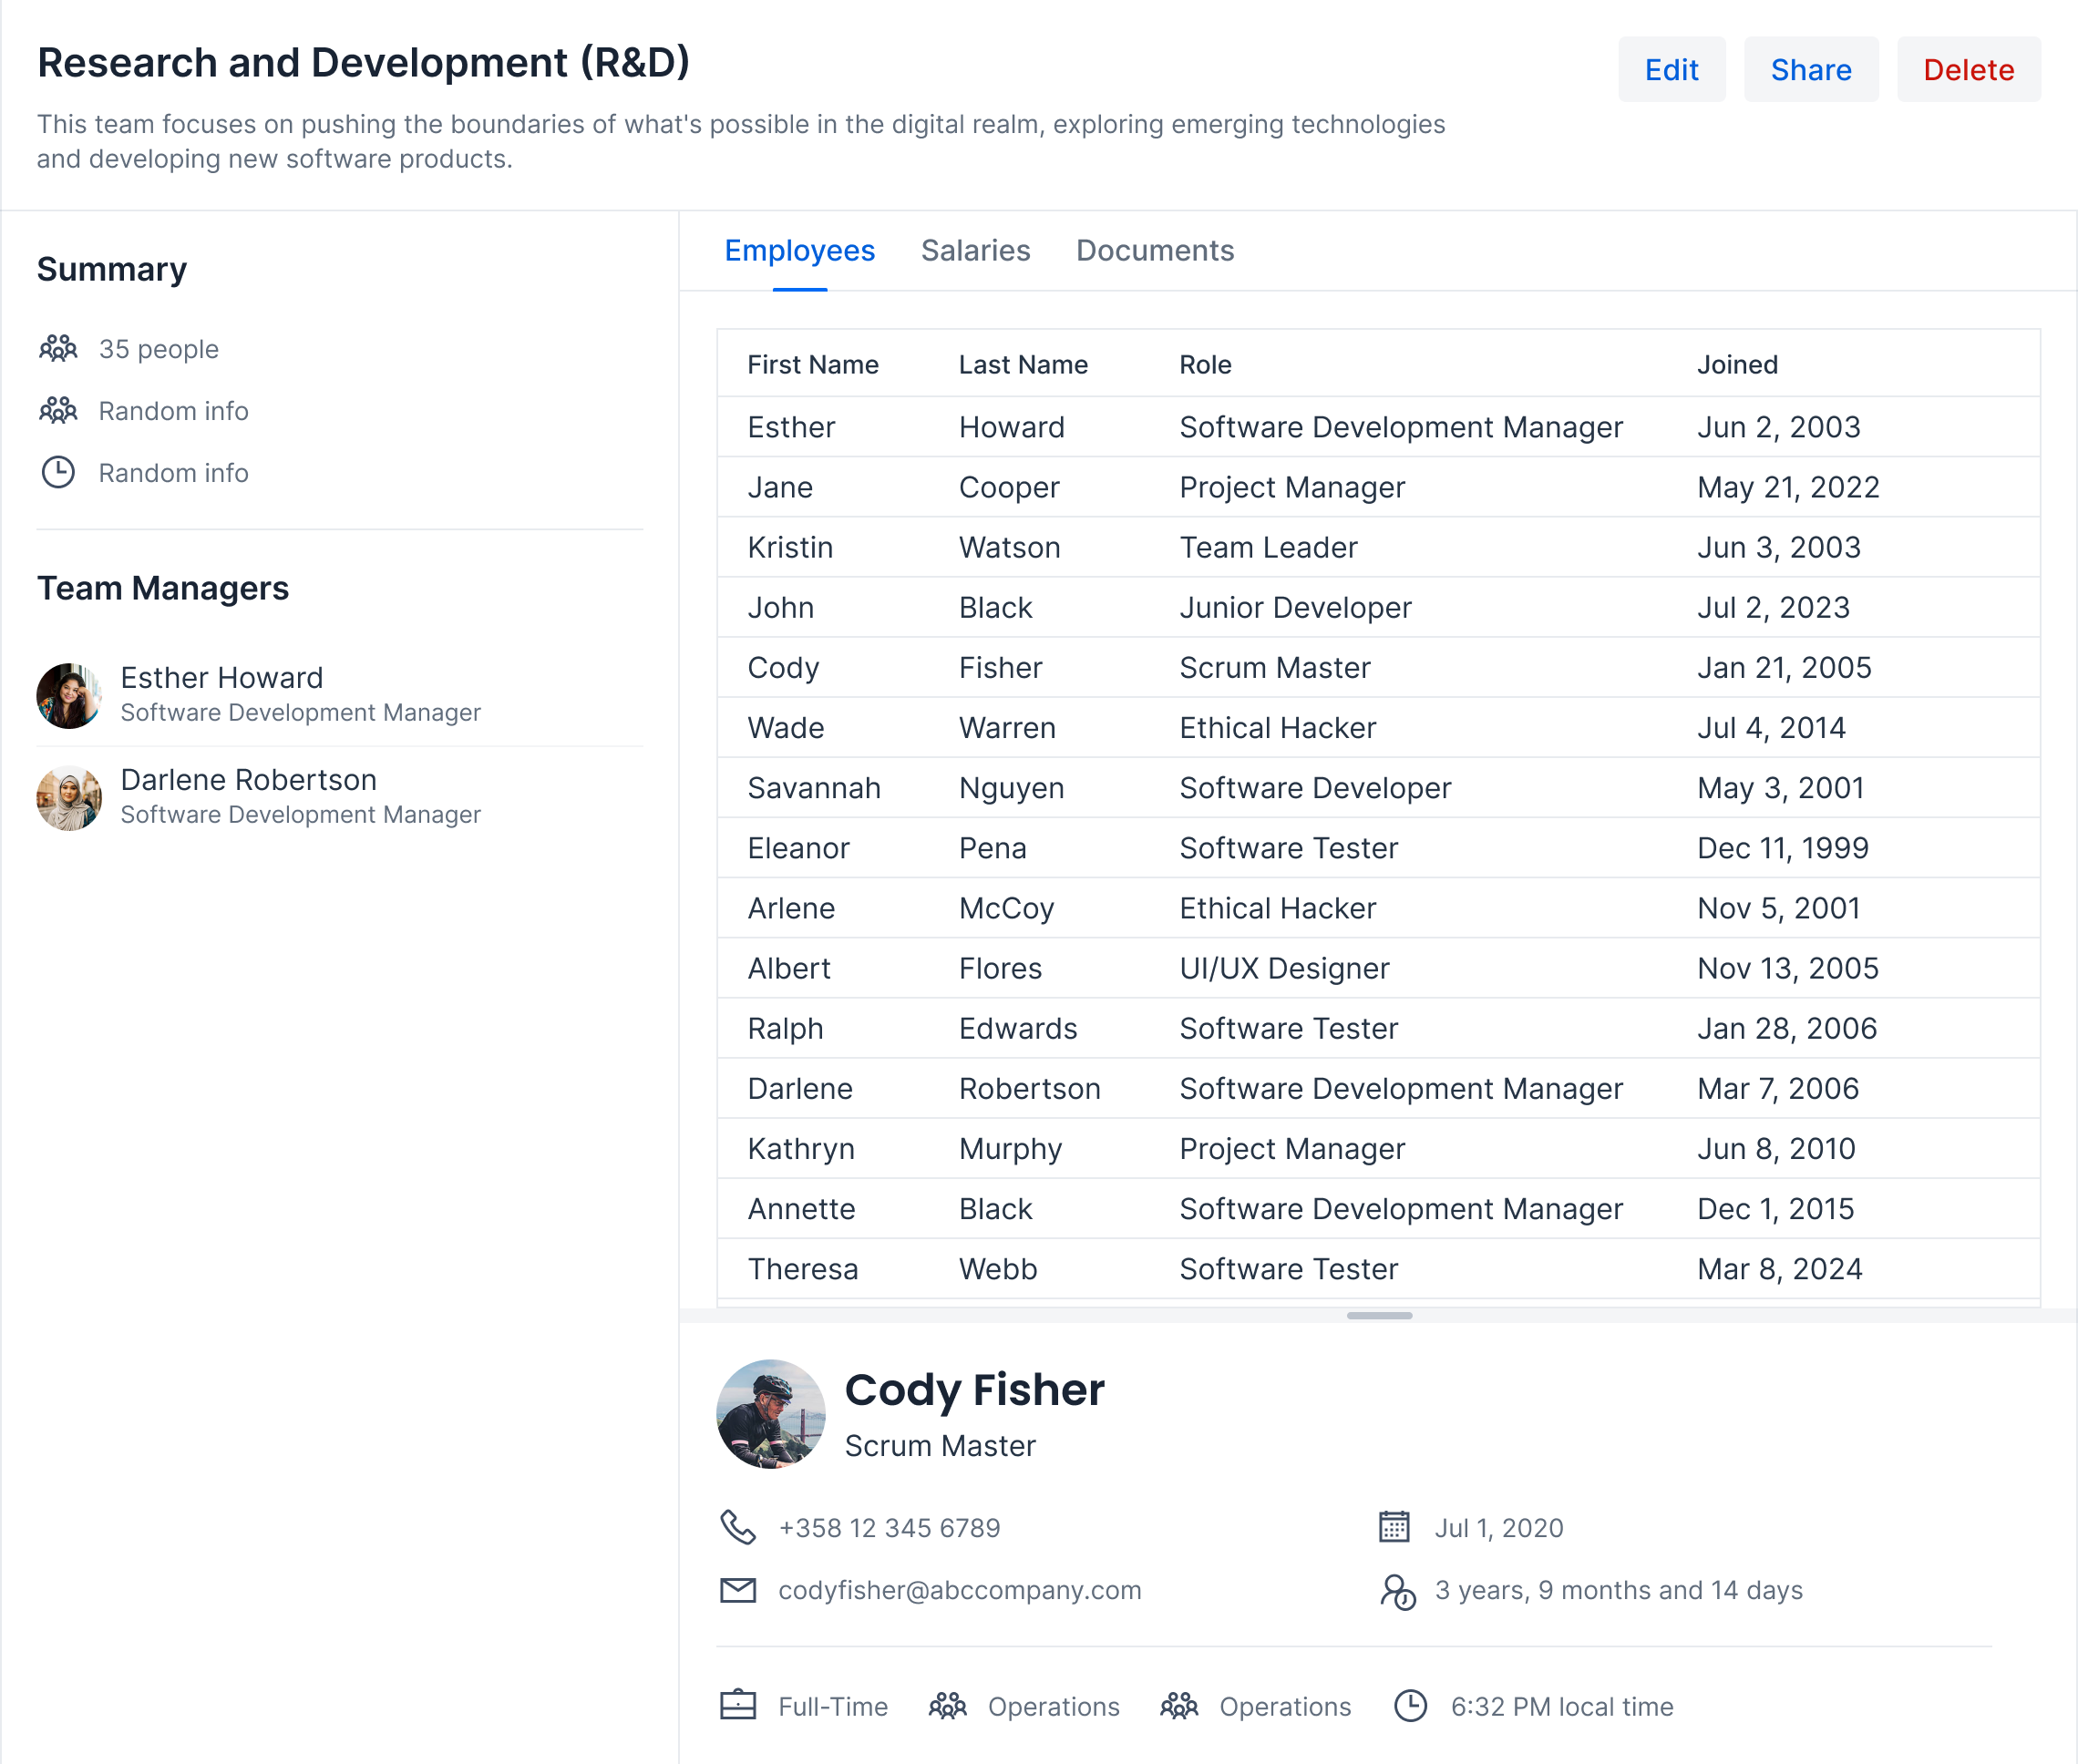 Research and Development (R&D)
Edit Share Delete
This team focuses on pushing the boundaries of what's possible in the digital realm, exploring emerging technologies
and developing new software products.
Summary
35 people
Random info
Random info
Team Managers
Esther Howard
Software Development Manager
Darlene Robertson
Software Development Manager
Employees Salaries Documents
First Name Last Name Role Joined
Esther Howard Software Development Manager Jun 2, 2003
Jane Cooper Project Manager May 21, 2022
Kristin Watson Team Leader Jun 3, 2003
John Black Junior Developer Jul 2, 2023
Cody Fisher Scrum Master Jan 21, 2005
Wade Warren Ethical Hacker Jul 4, 2014
Savannah Nguyen Software Developer May 3, 2001
Eleanor Pena Software Tester Dec 11, 1999
Arlene McCoy Ethical Hacker Nov 5, 2001
Albert Flores UI/UX Designer Nov 13, 2005
Ralph Edwards Software Tester Jan 28, 2006
Darlene Robertson Software Development Manager Mar 7, 2006
Kathryn Murphy Project Manager Jun 8, 2010
Annette Black Software Development Manager Dec 1, 2015
Theresa Webb Software Tester Mar 8, 2024
Cody Fisher
Scrum Master
+358 12 345 6789 Jul 1, 2020
codyfisher@abccompany.com 3 years, 9 months and 14 days
Full-Time Operations Operations 6:32 PM local time